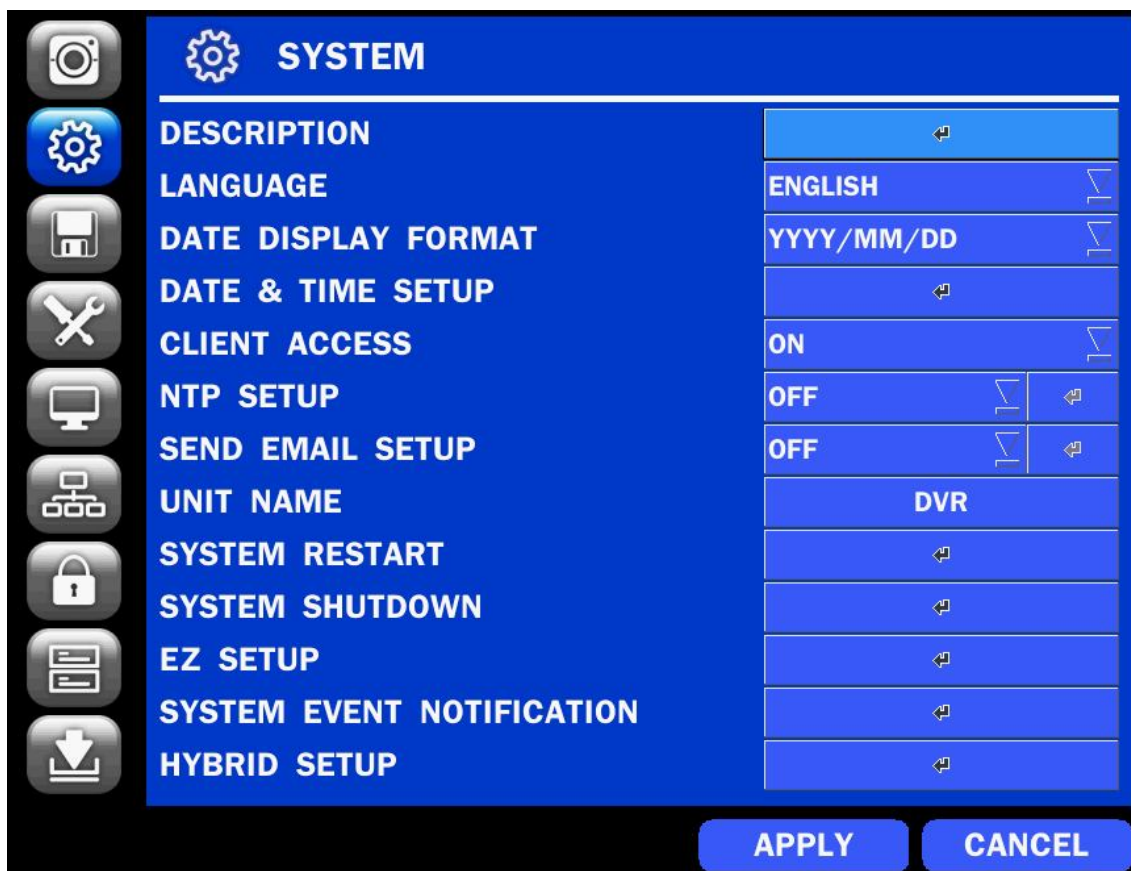 SYSTEM
DESCRIPTION
LANGUAGE ENGLISH
DATE DISPLAY FORMAT YYYY/MM/DD
DATE & TIME SETUP
CLIENT ACCESS ON
NTP SETUP OFF
SEND EMAIL SETUP OFF
UNIT NAME DVR
SYSTEM RESTART
SYSTEM SHUTDOWN
EZ SETUP
SYSTEM EVENT NOTIFICATION
HYBRID SETUP
APPLY CANCEL